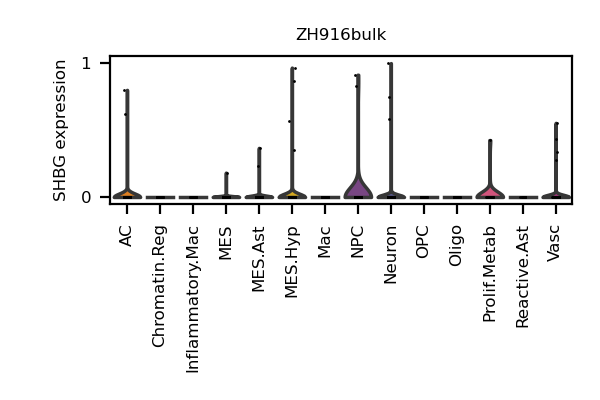 ZH916bulk
SHBG expression
1
0
AC
Chromatin.Reg
Inflammatory.Mac
MES
MES.Ast
MES.Hyp
Mac
NPC
Neuron
OPC
Oligo
Prolif.Metab
Reactive.Ast
Vasc